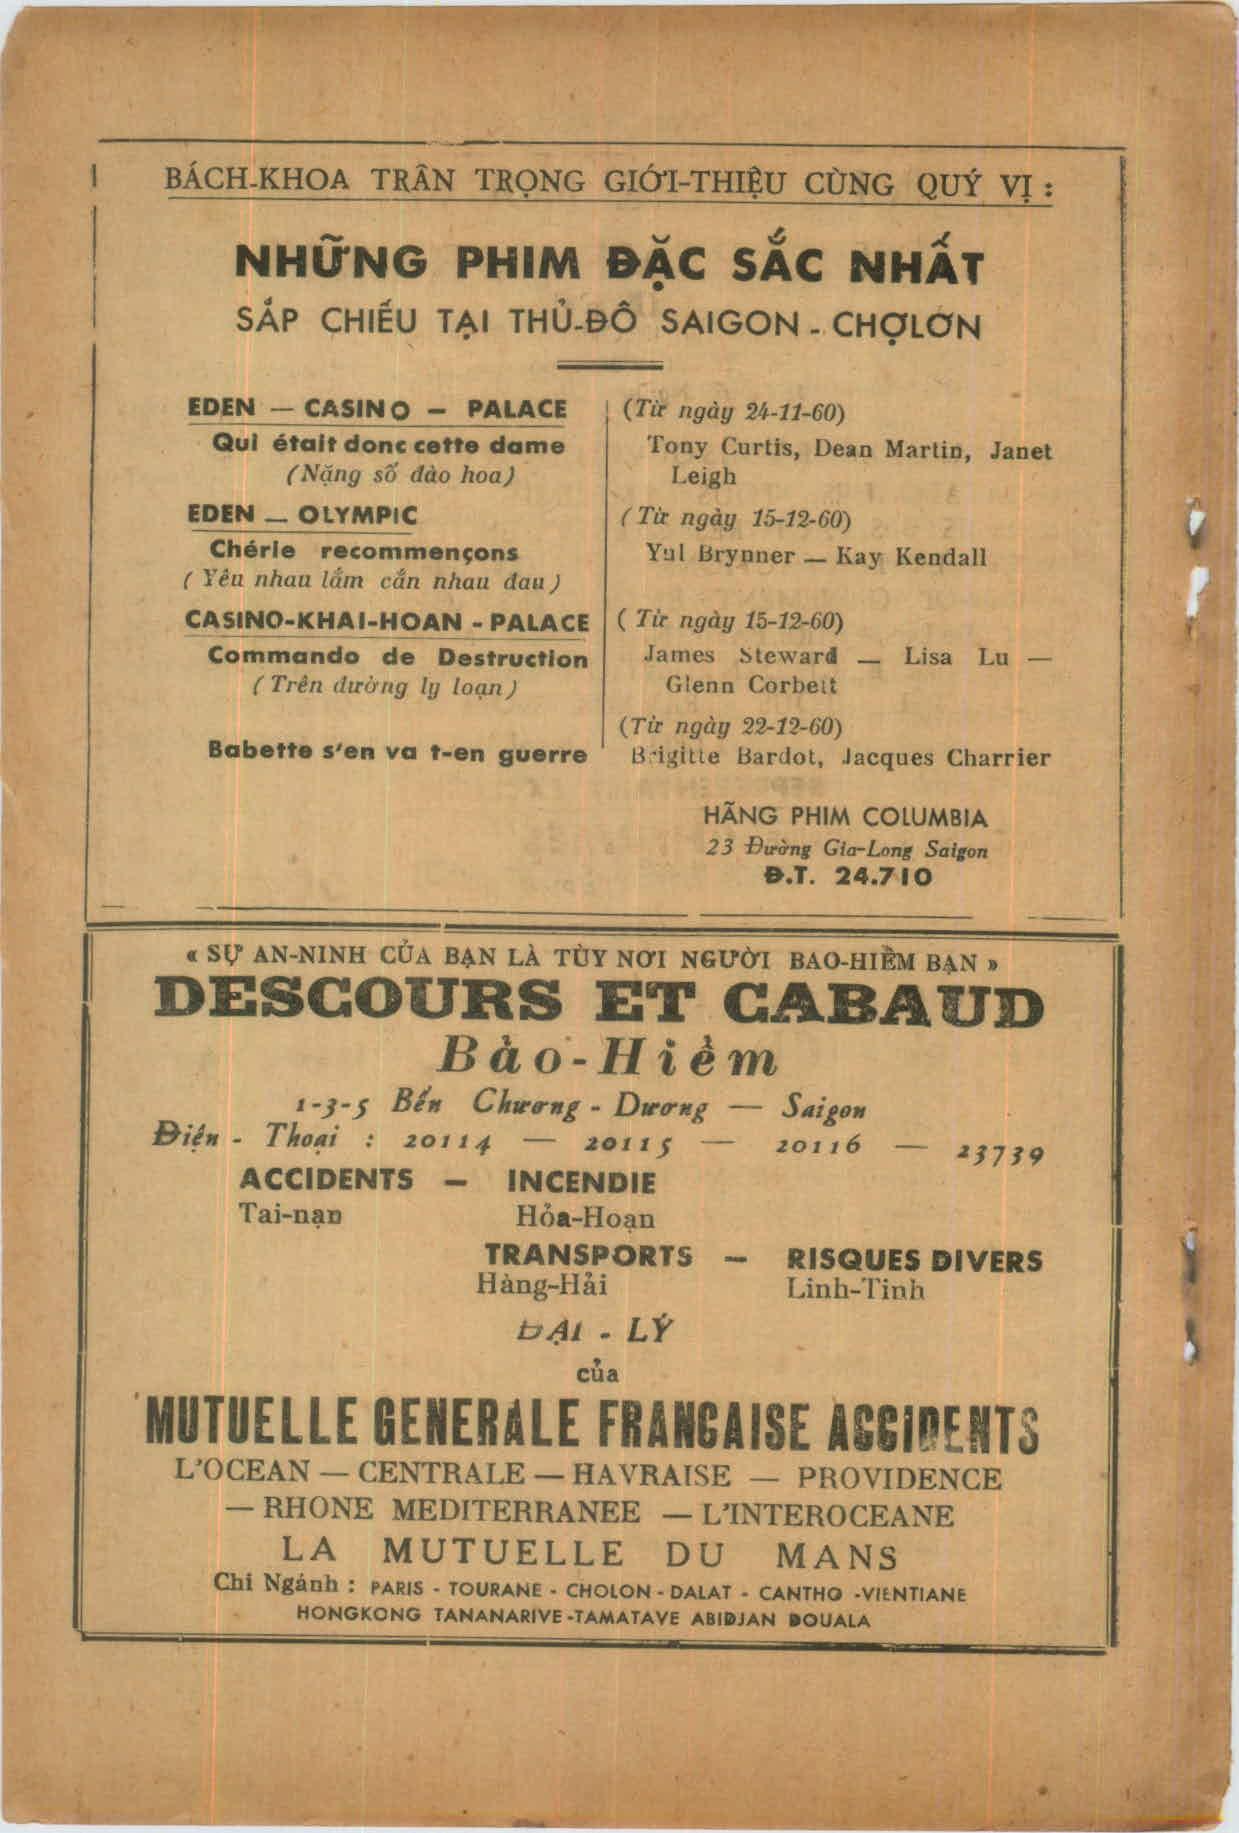 BÁCH-KHOA TRÂN TRỌNG GIỚI-THIỆU CÙNG QUÝ VỊ :
NHỮNG PHIM ĐẶC SẮC NHẤT
SẮP CHIẾU TẠI THỦ-ĐÔ SAIGON - CHỢLỚN
EDEN — CASINO — PALACE
(Từ ngày 24-11-60)
Qui était donc cette dame
Tony Curtis, Dean Martin, Janet
(Nặng số đào hoa)
Leigh
EDEN — OLYMPIC
( Từ ngày 15-12-60)
Chérie recommençons
Yul Brynner — Kay Kendall
( Yêu nhau lắm cắn nhau đau )
CASINO-KHAI-HOAN - PALACE
( Từ ngày 15-12-60)
Commando de Destruction
James Steward — Lisa Lu —
( Trên đường ly loạn )
Glenn Corbett
(Từ ngày 22-12-60)
Babette s'en va t-en guerre
Brigitte Bardot, Jacques Charrier
HÃNG PHIM COLUMBIA
23 Đường Gia-Long Saigon
Đ.T. 24.710
« SỰ AN-NINH CỦA BẠN LÀ TÙY NƠI NGƯỜI BAO-HIỂM BẠN »
DESCOURS ET CABAUD
Bảo-Hiểm
1-3-5 Bến Chương - Dương — Saigon
Điện - Thoại : 20114 — 20115 — 20116 — 23739
ACCIDENTS — INCENDIE
Tai-nạn Hỏa-Hoạn
TRANSPORTS — RISQUES DIVERS
Hàng-Hải Linh-Tinh
ĐẠI - LÝ
của
MUTUELLE GENERALE FRANCAISE ACCIDENTS
L'OCEAN — CENTRALE — HAVRAISE — PROVIDENCE
— RHONE MEDITERRANEE — L'INTEROCEANE
LA MUTUELLE DU MANS
Chi Ngánh : PARIS - TOURANE - CHOLON - DALAT - CANTHO -VIENTIANE
HONGKONG TANANARIVE -TAMATAVE ABIDJAN DOUALA